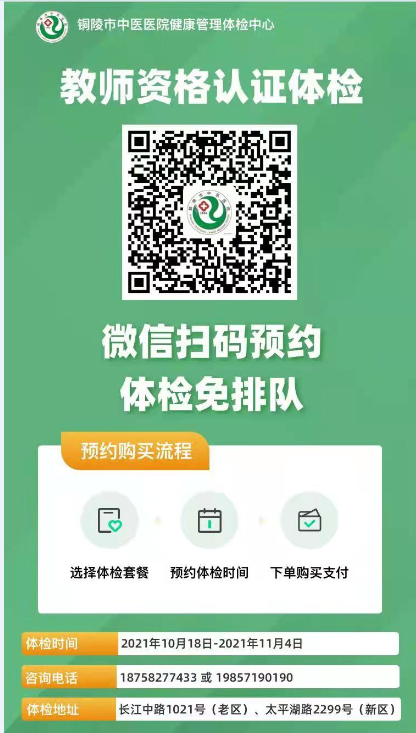 铜陵市中医医院健康管理体检中心
教师资格认证体检
微信扫码预约
体检免排队
预约购买流程
选择体检套餐 预约体检时间 下单购买支付
体检时间 2021年10月18日-2021年11月4日
咨询电话 18758277433 或 19857190190
体检地址 长江中路1021号（老区）、太平湖路2299号（新区）